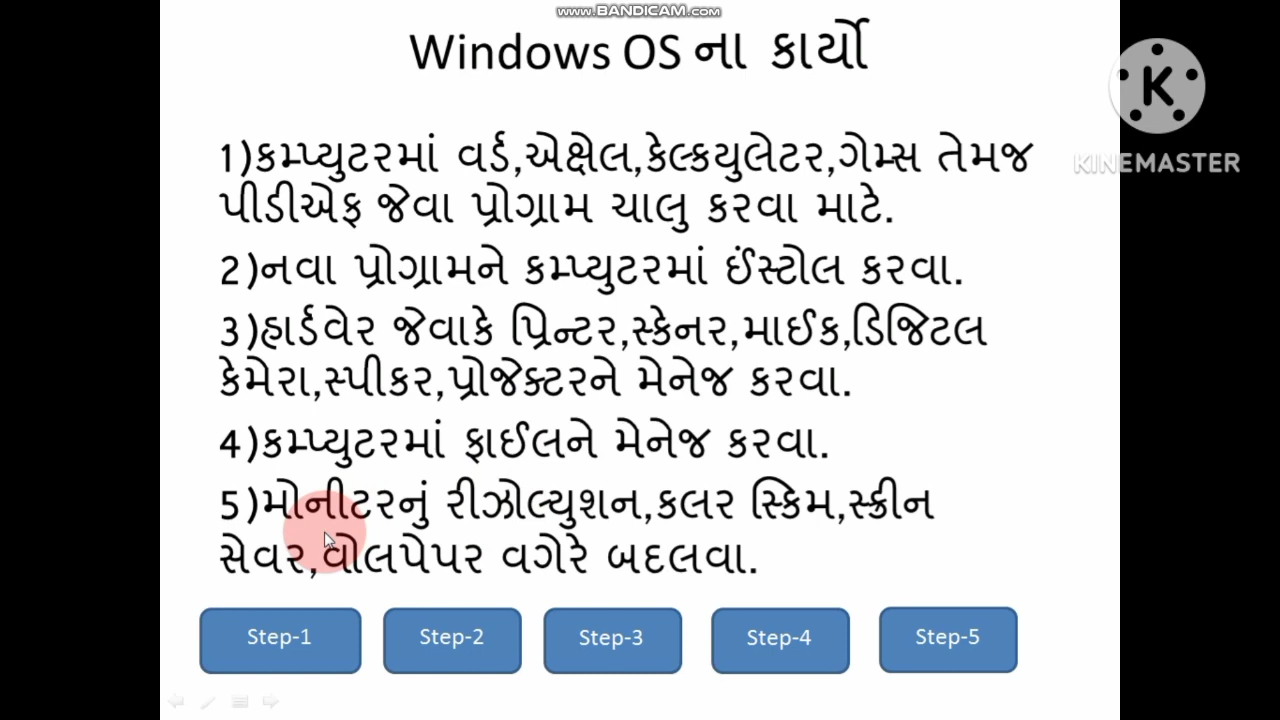 www.BANDICAM.com
Windows OS ના કાર્યો
KINEMASTER
1)કમ્પ્યુટરમાં વર્ડ,એક્ષેલ,કેલ્કયુલેટર,ગેમ્સ તેમજ
પીડીએફ જેવા પ્રોગ્રામ ચાલુ કરવા માટે.
2)નવા પ્રોગ્રામને કમ્પ્યુટરમાં ઈંસ્ટોલ કરવા.
3)હાર્ડવેર જેવાકે પ્રિન્ટર,સ્કેનર,માઈક,ડિજિટલ
કેમેરા,સ્પીકર,પ્રોજેક્ટરને મેનેજ કરવા.
4)કમ્પ્યુટરમાં ફાઈલને મેનેજ કરવા.
5)મોનીટરનું રીઝોલ્યુશન,કલર સ્કિમ,સ્ક્રીન
સેવર,વોલપેપર વગેરે બદલવા.
Step-1 Step-2 Step-3 Step-4 Step-5